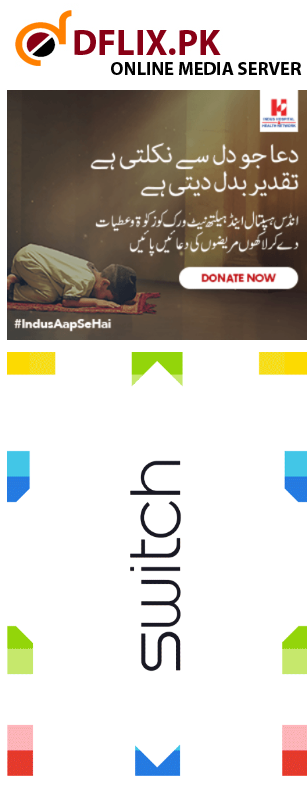 DFLIX.PK
ONLINE MEDIA SERVER
INDUS HOSPITAL
& HEALTH NETWORK
دعا جو دل سے نکلتی ہے
تقدیر بدل دیتی ہے
انڈس ہسپتال اینڈ ہیلتھ نیٹ ورک کو زکوٰۃ و عطیات
دے کر لاکھوں مریضوں کی دعائیں پائیں
DONATE NOW
#IndusAapSeHai
switch